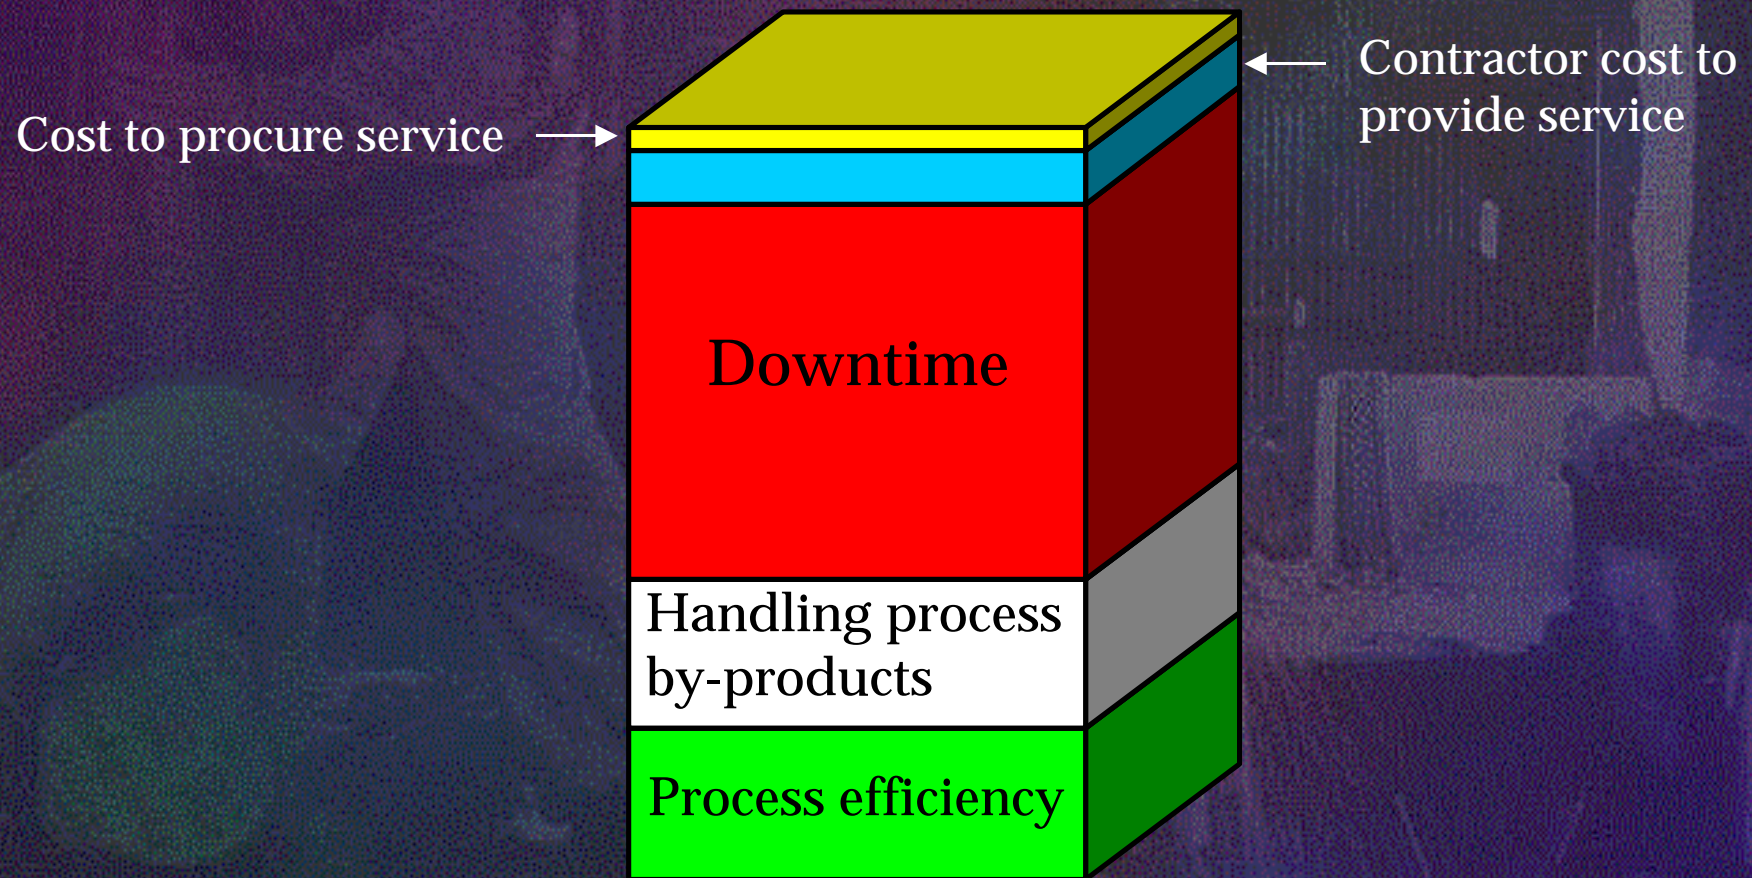 Contractor cost to
provide service
Cost to procure service
Downtime
Handling process
by-products
Process efficiency